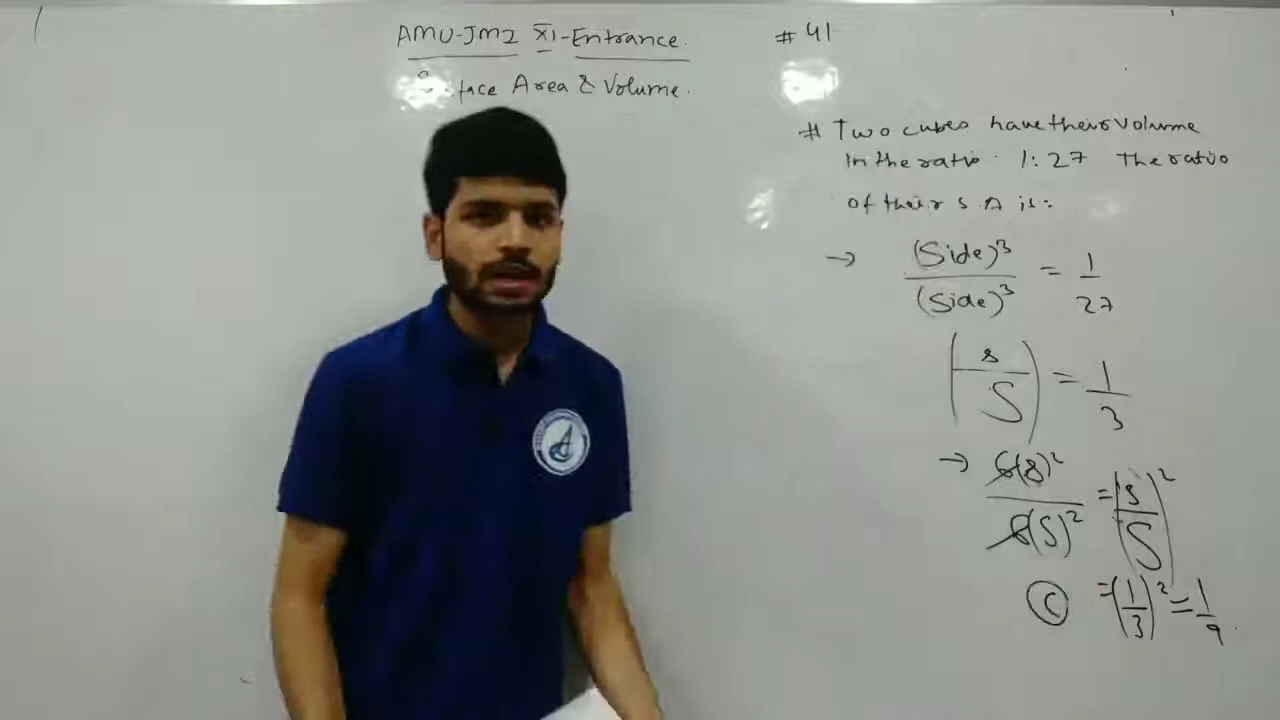 AMU-JMI XI-Entrance.
# 41
face Area & Volume.
# Two cubes have their volume
In the ratio 1:27 The ratio
of their S A is:
→ (Side)³ / (Side)³ = 1/27
(s/S) = 1/3
→ 6(s)² / 6(S)² = (s/S)²
(C) = (1/3)² = 1/9